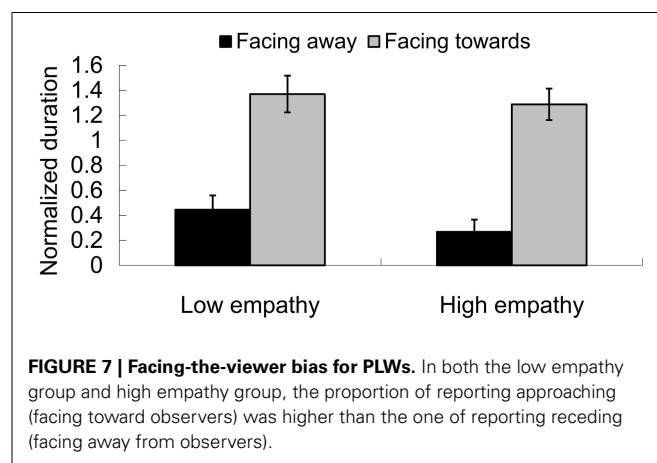 Facing away Facing towards
1.6
1.4
1.2
1
0.8
0.6
0.4
0.2
0
Normalized duration
Low empathy High empathy
FIGURE 7 | Facing-the-viewer bias for PLWs. In both the low empathy
group and high empathy group, the proportion of reporting approaching
(facing toward observers) was higher than the one of reporting receding
(facing away from observers).